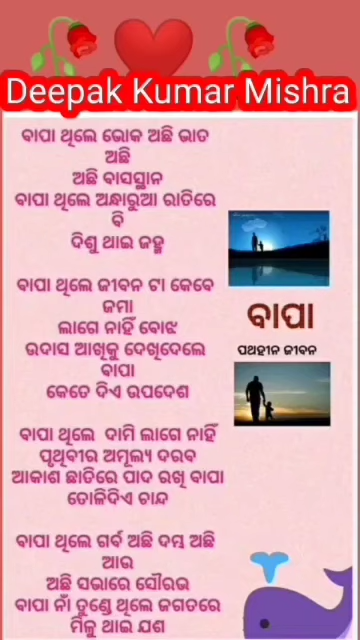 Deepak Kumar Mishra
ବାପା ଥିଲେ ଭୋକ ଅଛି ଭାତ
ଅଛି
ଅଛି ବାସସ୍ଥାନ
ବାପା ଥିଲେ ଅନ୍ଧାରୁଆ ରାତିରେ
ବି
ଦିଶୁ ଥାଇ ଜହ୍ନ
ବାପା ଥିଲେ ଜୀବନ ଟା କେବେ
ଜମା
ଲାଗେ ନାହିଁ ବୋଝ
ଉଦାସ ଆଖିକୁ ଦେଖିଦେଲେ
ବାପା
କେତେ ଦିଏ ଉପଦେଶ
ବାପା ଥିଲେ ଦାମି ଲାଗେ ନାହିଁ
ପୃଥିବୀର ଅମୂଲ୍ୟ ଦରବ
ଆକାଶ ଛାତିରେ ପାଦ ରଖି ବାପା
ତୋଳିଦିଏ ଚାନ୍ଦ
ବାପା ଥିଲେ ଗର୍ବ ଅଛି ଦମ୍ଭ ଅଛି
ଆଉ
ଅଛି ସଭାରେ ସୌରଭ
ବାପା ନାଁ ତୁଣ୍ଡେ ଥିଲେ ଜଗତରେ
ମିଳୁ ଥାଇ ଯଶ
ବାପା
ପଥହୀନ ଜୀବନ